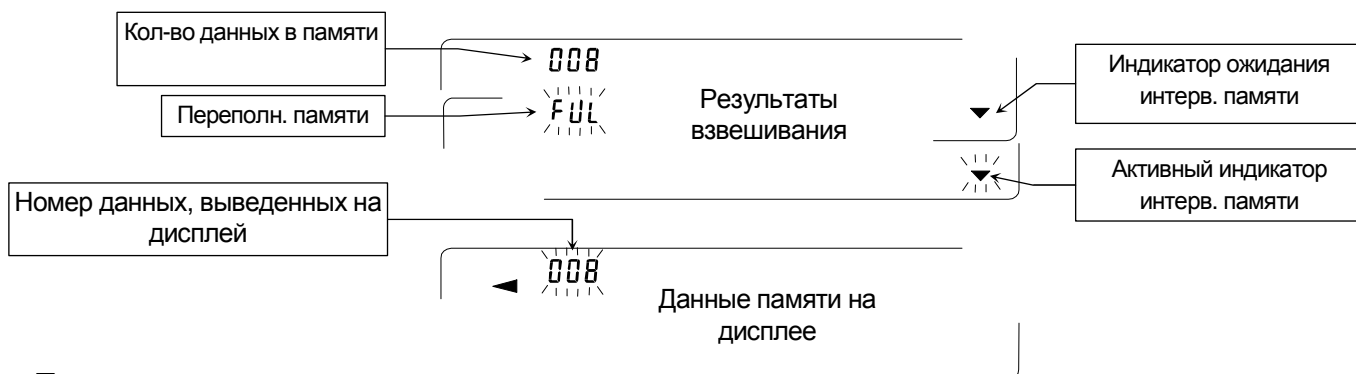 Кол-во данных в памяти
008
Индикатор ожидания
интерв. памяти
Переполн. памяти
FUL
Результаты
взвешивания
Активный индикатор
интерв. памяти
Номер данных, выведенных на
дисплей
008
Данные памяти на
дисплее